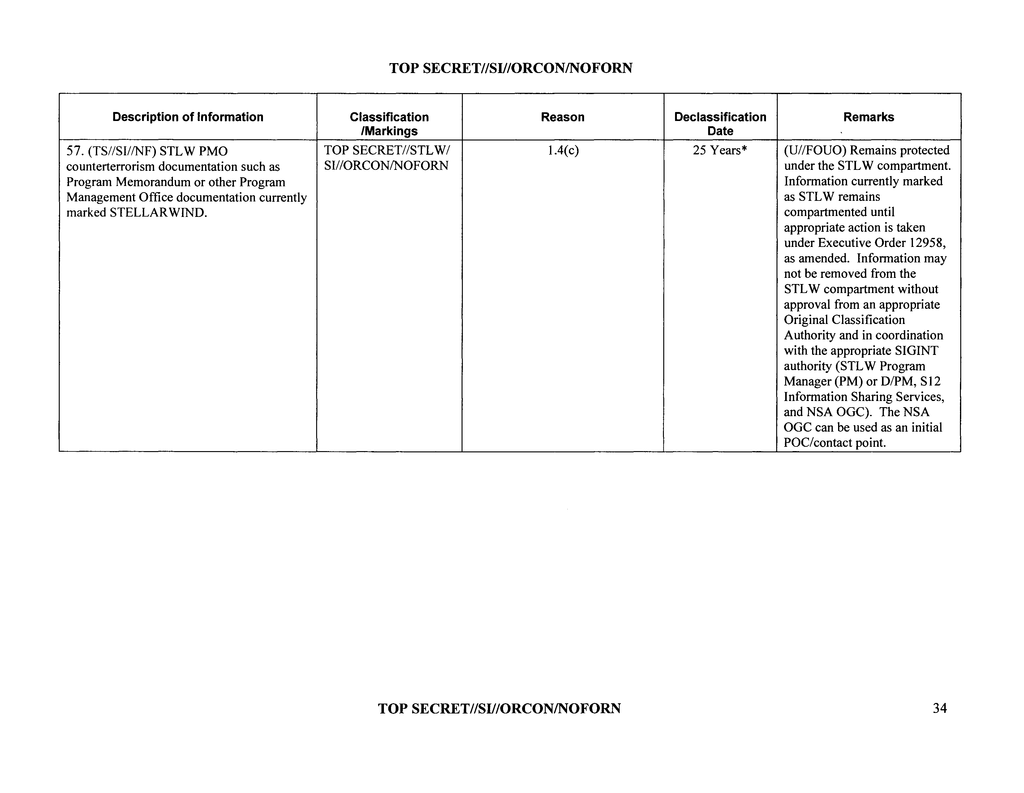 TOP SECRET//SI//ORCON/NOFORN
Description of Information
Classification
/Markings
Reason
Declassification
Date
Remarks
57. (TS//SI//NF) STLW PMO
counterterrorism documentation such as
Program Memorandum or other Program
Management Office documentation currently
marked STELLARWIND.
TOP SECRET//STLW/
SI//ORCON/NOFORN
1.4(c)
25 Years*
(U//FOUO) Remains protected
under the STLW compartment.
Information currently marked
as STLW remains
compartmented until
appropriate action is taken
under Executive Order 12958,
as amended. Information may
not be removed from the
STLW compartment without
approval from an appropriate
Original Classification
Authority and in coordination
with the appropriate SIGINT
authority (STLW Program
Manager (PM) or D/PM, S12
Information Sharing Services,
and NSA OGC). The NSA
OGC can be used as an initial
POC/contact point.
TOP SECRET//SI//ORCON/NOFORN
34